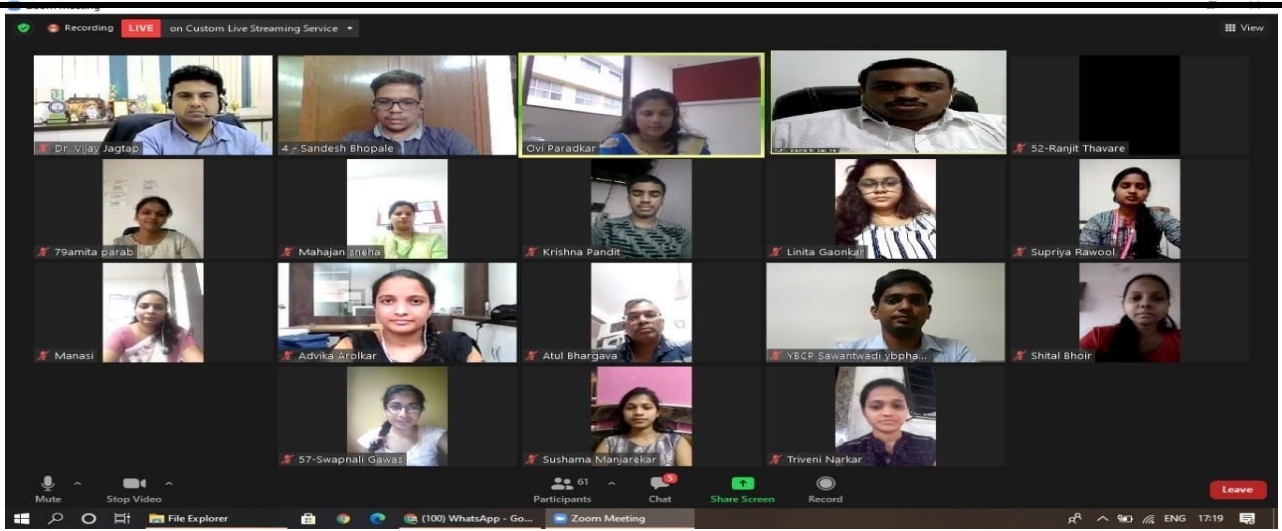 Recording LIVE on Custom Live Streaming Service
View
Dr. Vijay Jagtap
4 - Sandesh Bhopale
Ovi Paradkar
52-Ranjit Thavare
79amita parab
Mahajan sneha
Krishna Pandit
Linita Gaonkar
Supriya Rawool
Manasi
Advika Arolkar
Atul Bhargava
YBCP Sawantwadi ybpha...
Shital Bhoir
57-Swapnali Gawas
Sushama Manjarekar
Triveni Narkar
61
5
Mute
Stop Video
Participants
Chat
Share Screen
Record
Leave
File Explorer
(100) WhatsApp - Go...
Zoom Meeting
ENG
17:19